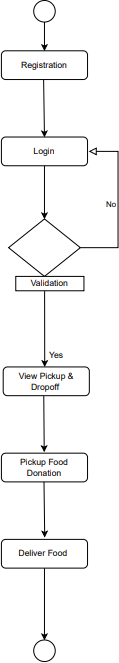 Registration
Login
No
Validation
Yes
View Pickup &
Dropoff
Pickup Food
Donation
Deliver Food